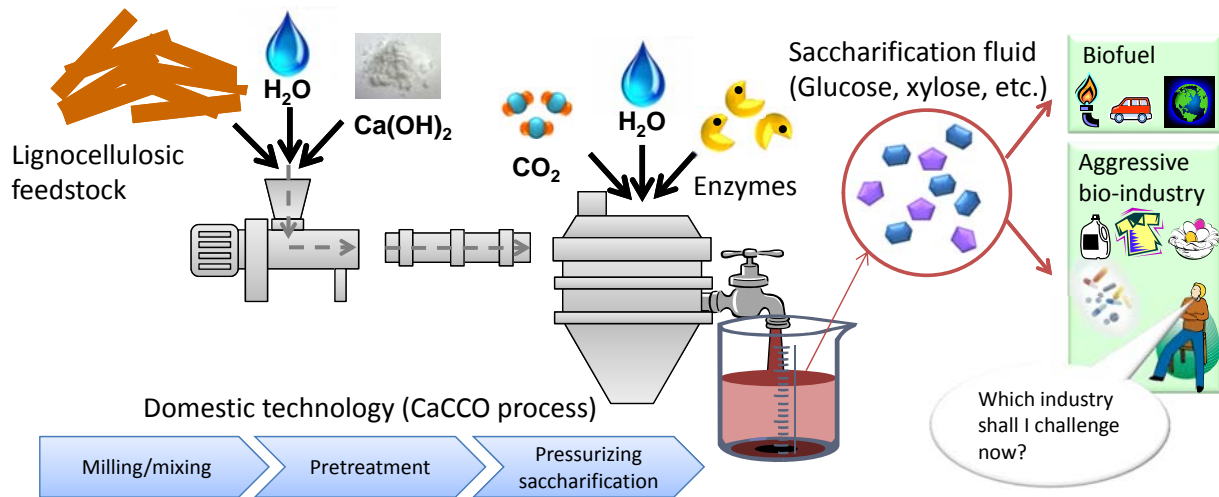 Lignocellulosic
feedstock
H₂O
Ca(OH)₂
CO₂
H₂O
Enzymes
Saccharification fluid
(Glucose, xylose, etc.)
Biofuel
Aggressive
bio-industry
Which industry
shall I challenge
now?
Domestic technology (CaCCO process)
Milling/mixing
Pretreatment
Pressurizing
saccharification